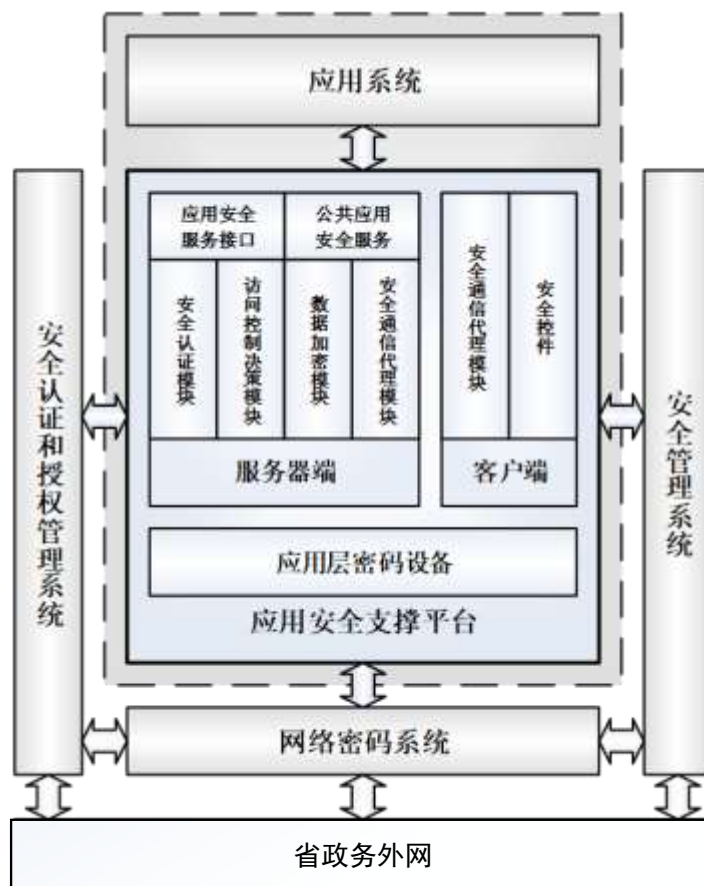 应用系统
应用安全
服务接口
公共应用
安全服务
安全认证模块
访问控制决策模块
数据加密模块
安全通信代理模块
服务器端
安全通信代理模块
安全控件
客户端
应用层密码设备
应用安全支撑平台
安全认证和授权管理系统
安全管理系统
网络密码系统
省政务外网